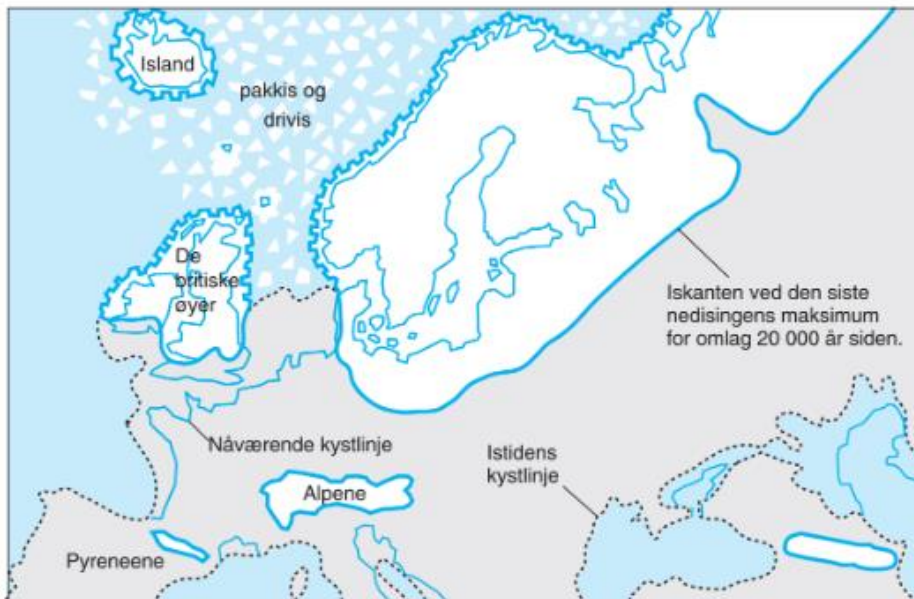 Island
pakkis og
drivis
De
britiske
øyer
Iskanten ved den siste
nedisingens maksimum
for omlag 20 000 år siden.
Nåværende kystlinje
Istidens
kystlinje
Alpene
Pyreneene